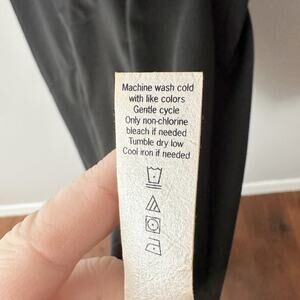 Machine wash cold
with like colors
Gentle cycle
Only non-chlorine
bleach if needed
Tumble dry low
Cool iron if needed